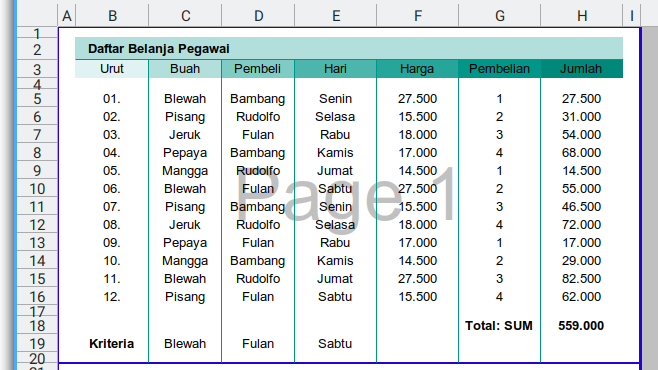 A B C D E F G H I
1
2 Daftar Belanja Pegawai
3 Urut Buah Pembeli Hari Harga Pembelian Jumlah
4
5 01. Blewah Bambang Senin 27.500 1 27.500
6 02. Pisang Rudolfo Selasa 15.500 2 31.000
7 03. Jeruk Fulan Rabu 18.000 3 54.000
8 04. Pepaya Bambang Kamis 17.000 4 68.000
9 05. Mangga Rudolfo Jumat 14.500 1 14.500
10 06. Blewah Fulan Sabtu 27.500 2 55.000
Page 1
11 07. Pisang Bambang Senin 15.500 3 46.500
12 08. Jeruk Rudolfo Selasa 18.000 4 72.000
13 09. Pepaya Fulan Rabu 17.000 1 17.000
14 10. Mangga Bambang Kamis 14.500 2 29.000
15 11. Blewah Rudolfo Jumat 27.500 3 82.500
16 12. Pisang Fulan Sabtu 15.500 4 62.000
17
18 Total: SUM 559.000
19 Kriteria Blewah Fulan Sabtu
20
21